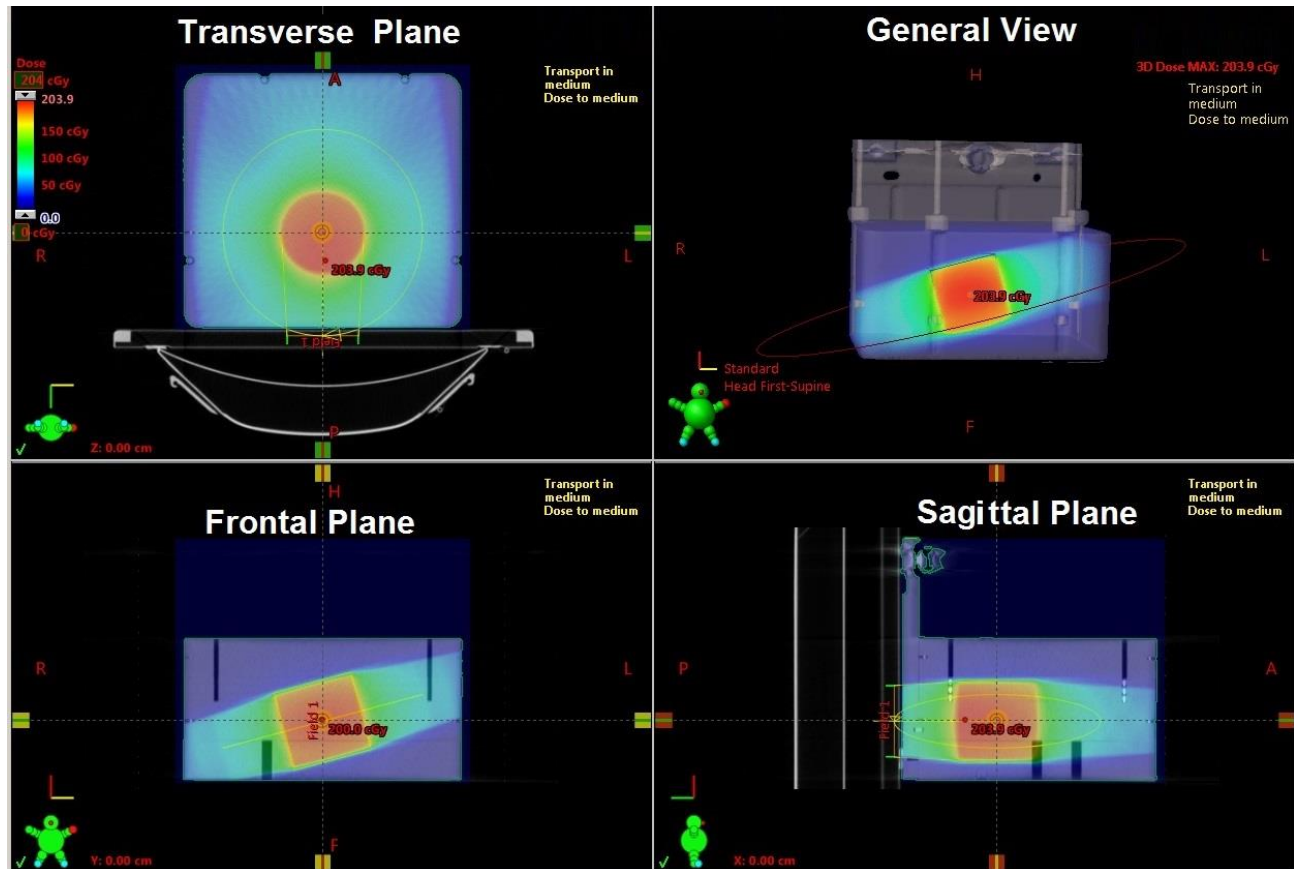 Transverse Plane
Dose
204 cGy
203.9
150 cGy
100 cGy
50 cGy
0.0
0 cGy
A
Transport in
medium
Dose to medium
R
L
203.9 cGy
Field 1
P
Z: 0.00 cm
General View
H
3D Dose MAX: 203.9 cGy
Transport in
medium
Dose to medium
R
L
203.9 cGy
Standard
Head First-Supine
F
H
Transport in
medium
Dose to medium
Frontal Plane
R
L
Field 1
200.0 cGy
F
Y: 0.00 cm
Transport in
medium
Dose to medium
Sagittal Plane
P
A
Field 1
203.9 cGy
X: 0.00 cm